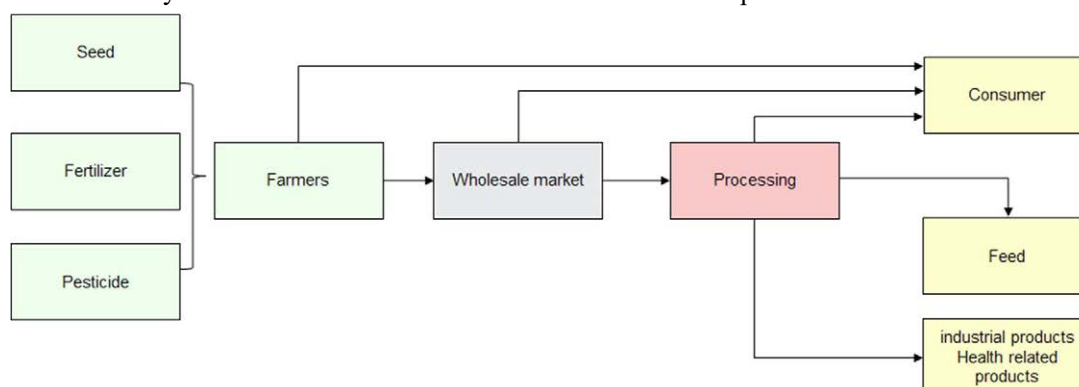 Seed
Fertilizer
Pesticide
Farmers
Wholesale market
Processing
Consumer
Feed
industrial products
Health related
products